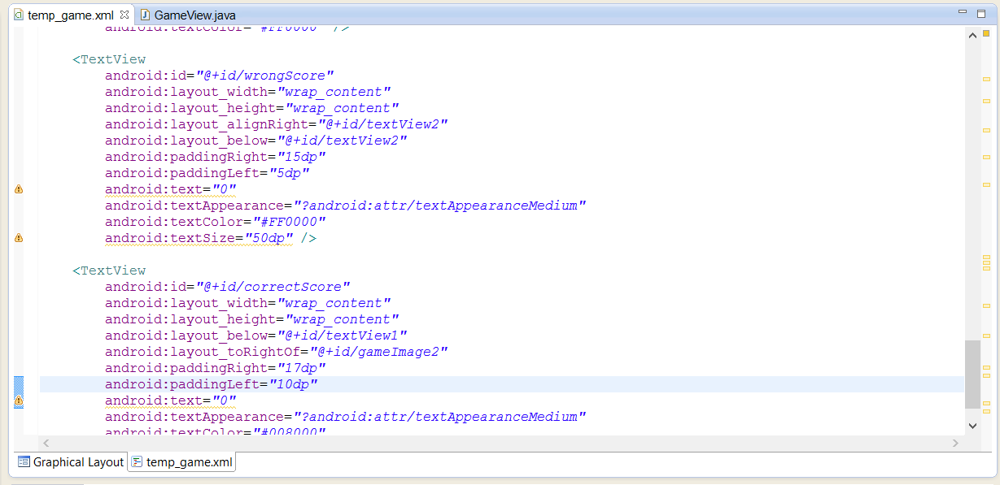 temp_game.xml
GameView.java
android:textColor="#FF0000" />
<TextView
android:id="@+id/wrongScore"
android:layout_width="wrap_content"
android:layout_height="wrap_content"
android:layout_alignRight="@+id/textView2"
android:layout_below="@+id/textView2"
android:paddingRight="15dp"
android:paddingLeft="5dp"
android:text="0"
android:textAppearance="?android:attr/textAppearanceMedium"
android:textColor="#FF0000"
android:textSize="50dp" />
<TextView
android:id="@+id/correctScore"
android:layout_width="wrap_content"
android:layout_height="wrap_content"
android:layout_below="@+id/textView1"
android:layout_toRightOf="@+id/gameImage2"
android:paddingRight="17dp"
android:paddingLeft="10dp"
android:text="0"
android:textAppearance="?android:attr/textAppearanceMedium"
android:textColor="#008000"
Graphical Layout
temp_game.xml